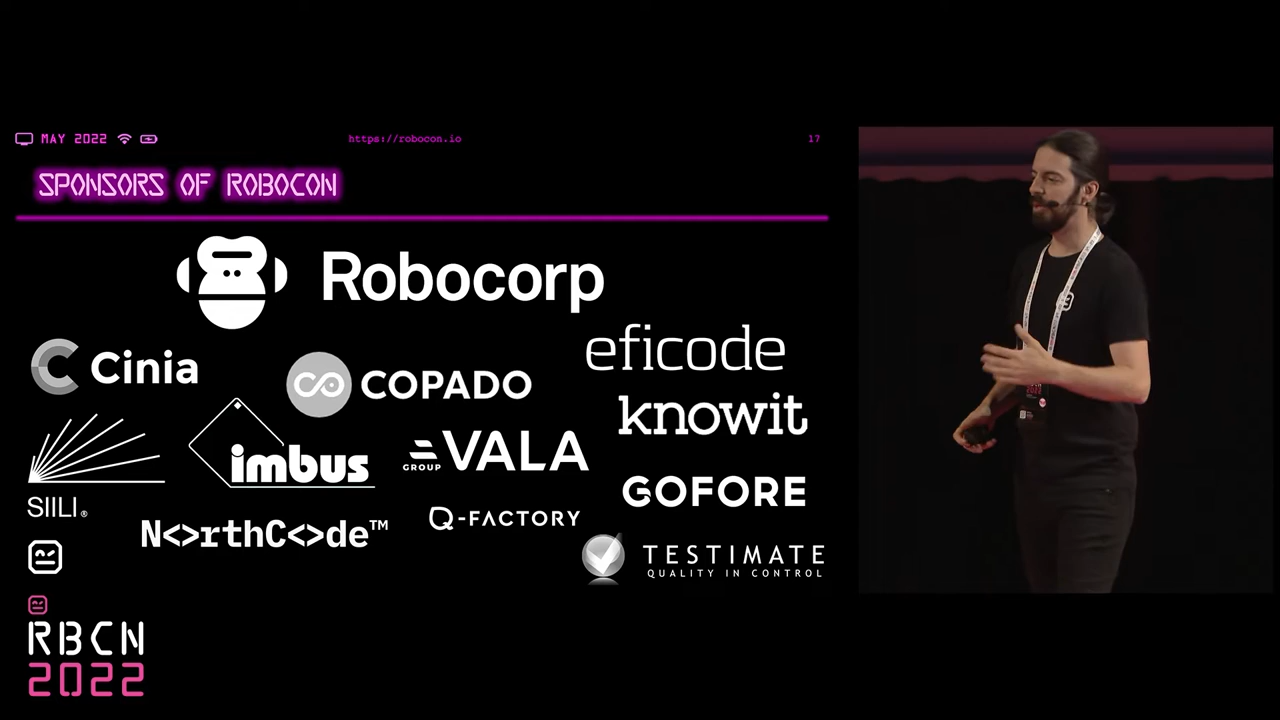 MAY 2022
https://robocon.io
17
SPONSORS OF ROBOCON
Robocorp
Cinia
COPADO
eficode
knowit
SIILI®
imbus
GROUP VALA
GOFORE
N<>rthC<>de™
Q-FACTORY
TESTIMATE
QUALITY IN CONTROL
RBCN
2022